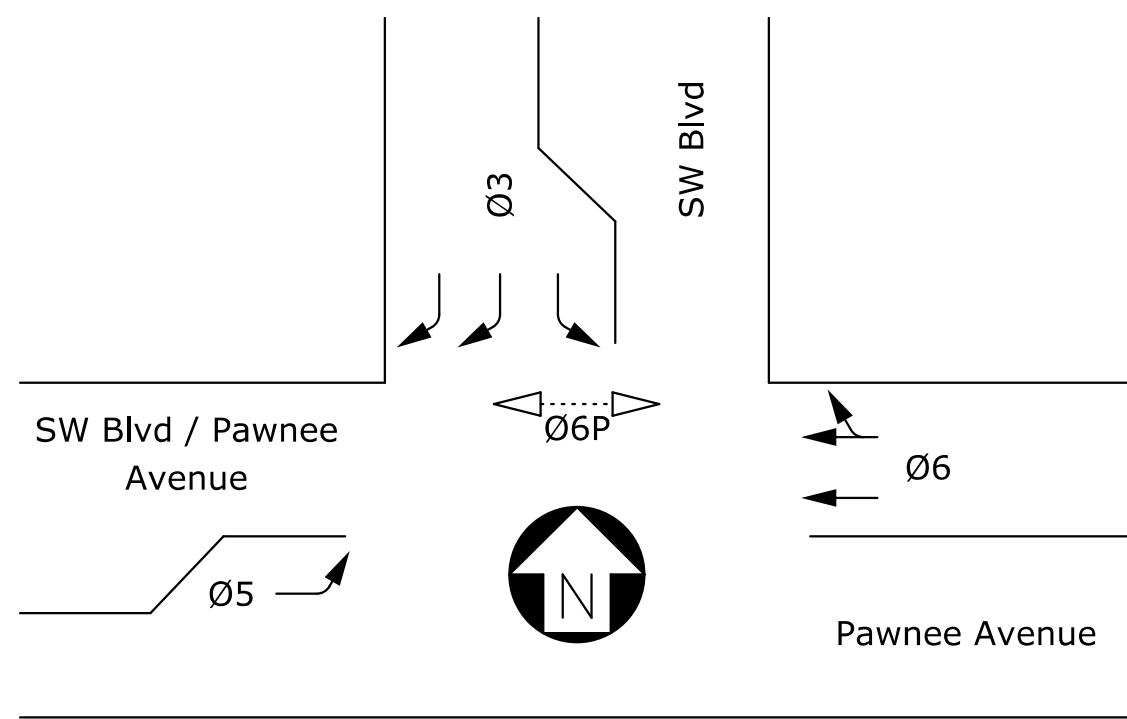 SW Blvd
Ø3
SW Blvd / Pawnee
Avenue
Ø6P
Ø6
Ø5
N
Pawnee Avenue